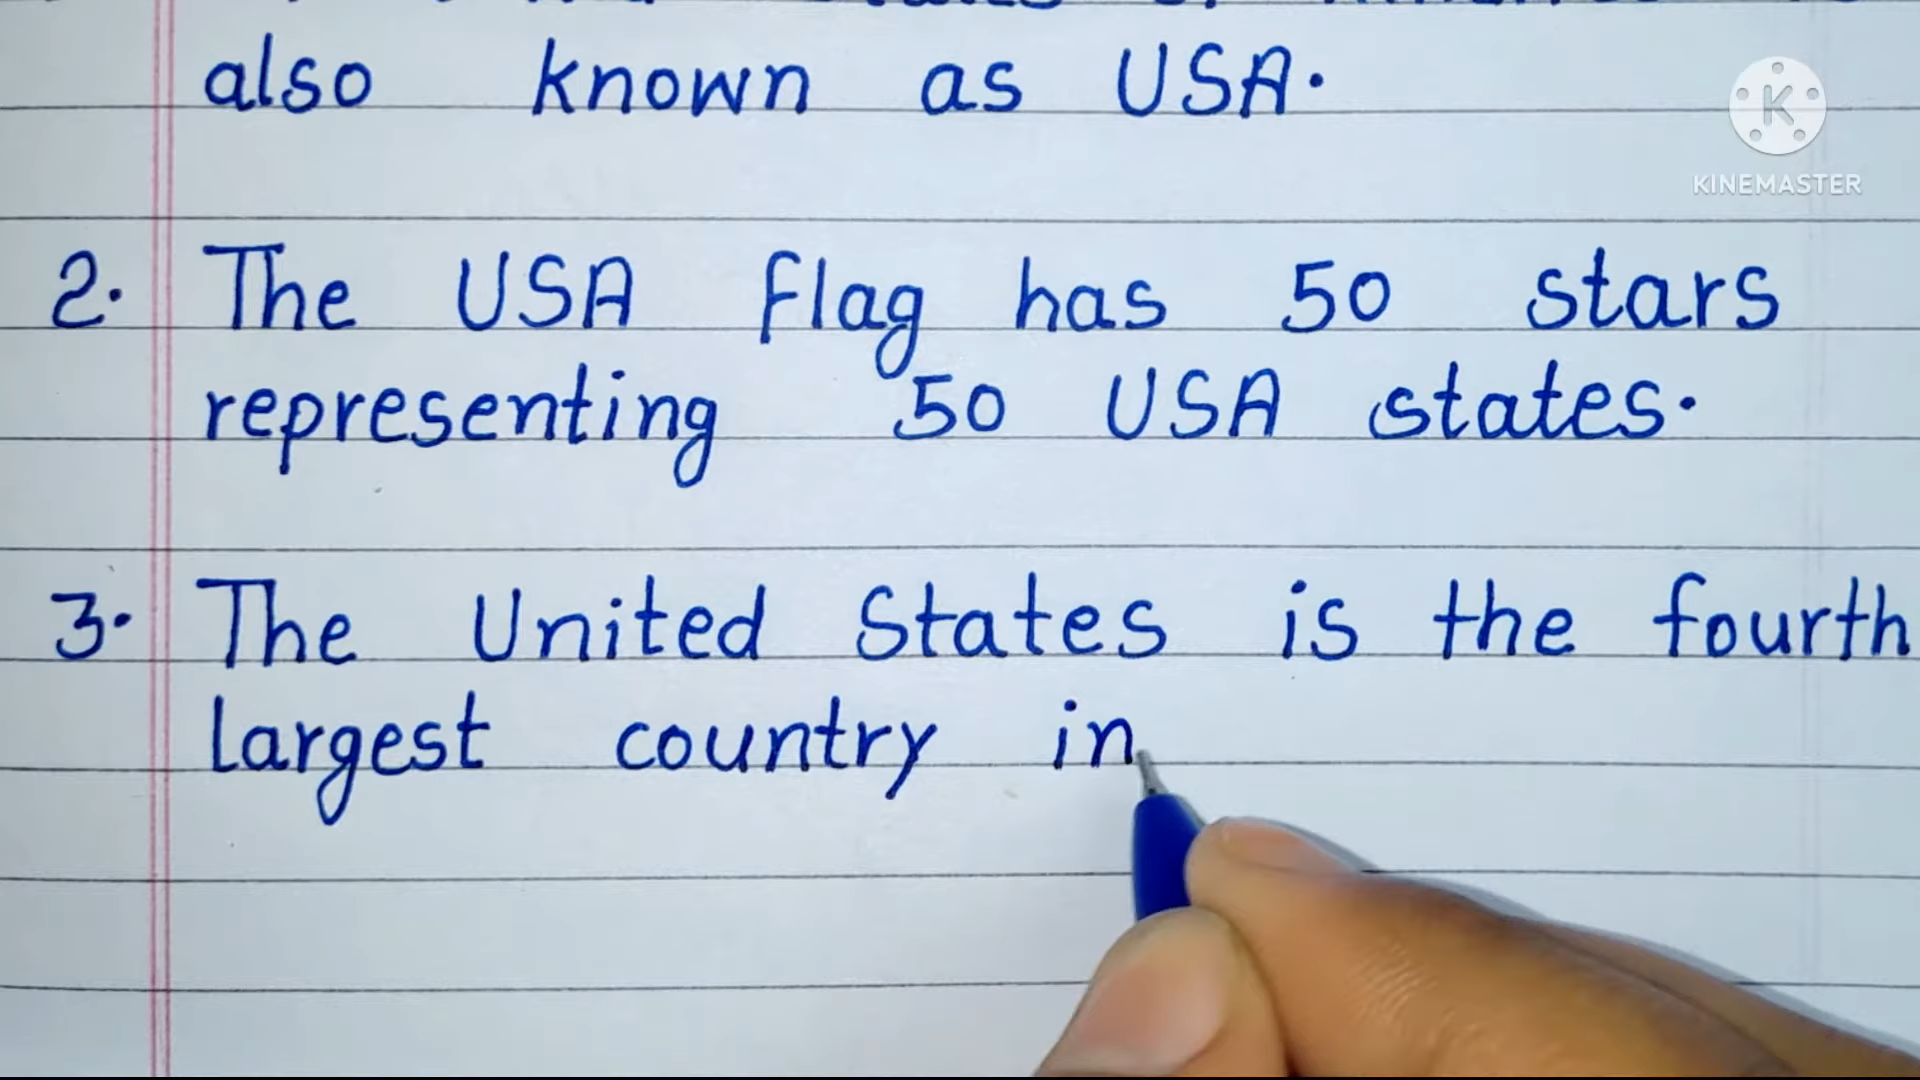 also known as USA.
KINEMASTER
2. The USA flag has 50 stars
representing 50 USA states.
3. The United States is the fourth
largest country in